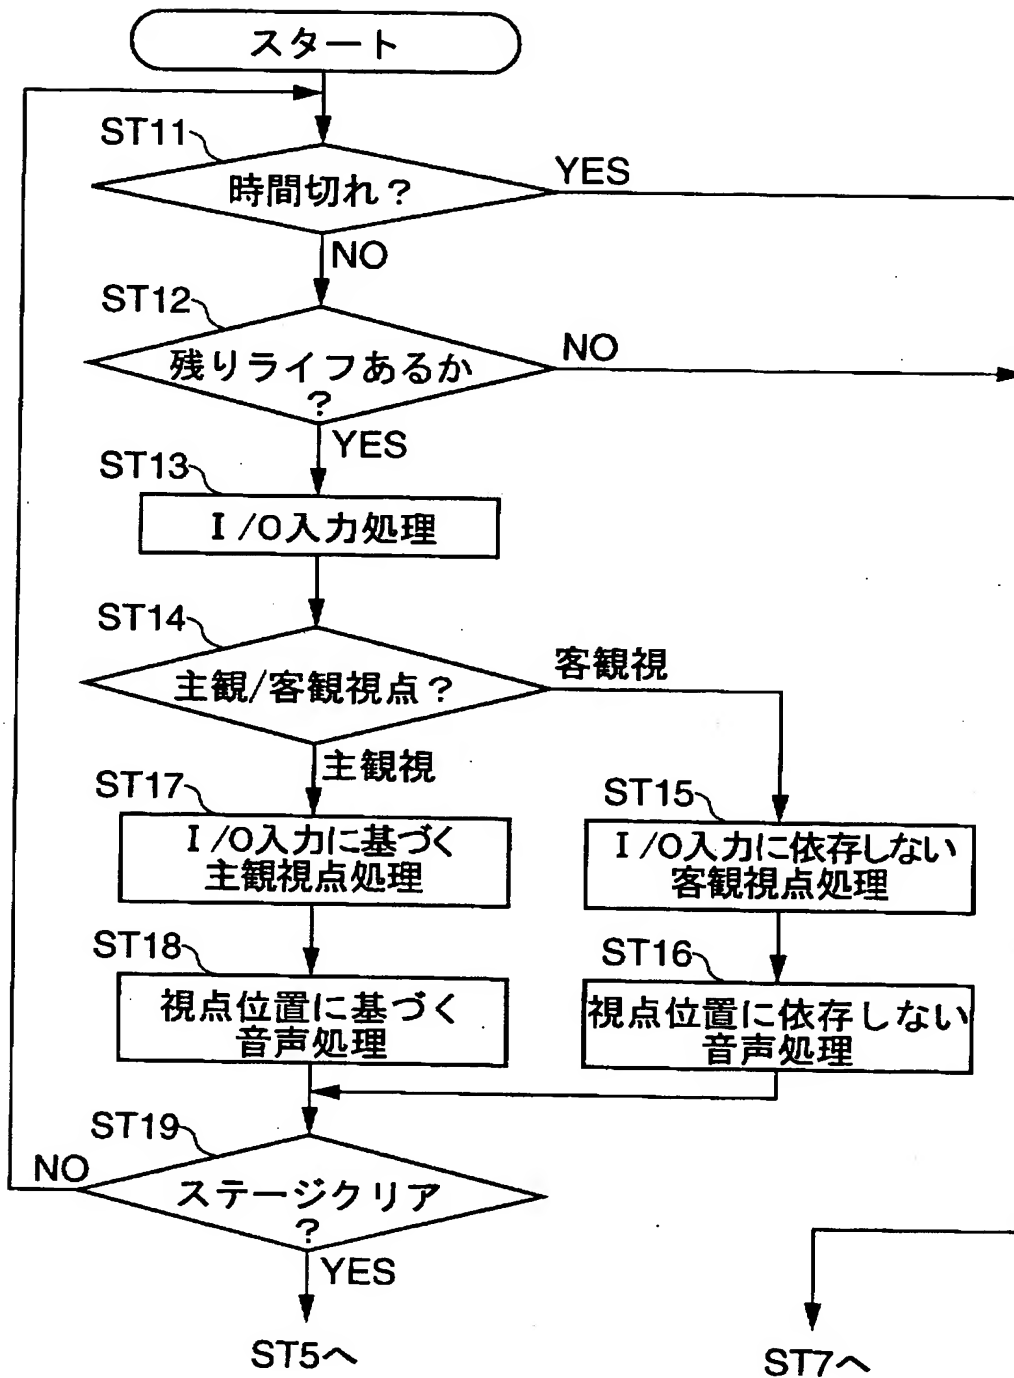 スタート
ST11
時間切れ？
YES
NO
ST12
残りライフあるか
？
NO
YES
ST13
I/O入力処理
ST14
主観/客観視点？
客観視
主観視
ST17
I/O入力に基づく
主観視点処理
ST15
I/O入力に依存しない
客観視点処理
ST18
視点位置に基づく
音声処理
ST16
視点位置に依存しない
音声処理
ST19
NO
ステージクリア
？
YES
ST5へ
ST7へ